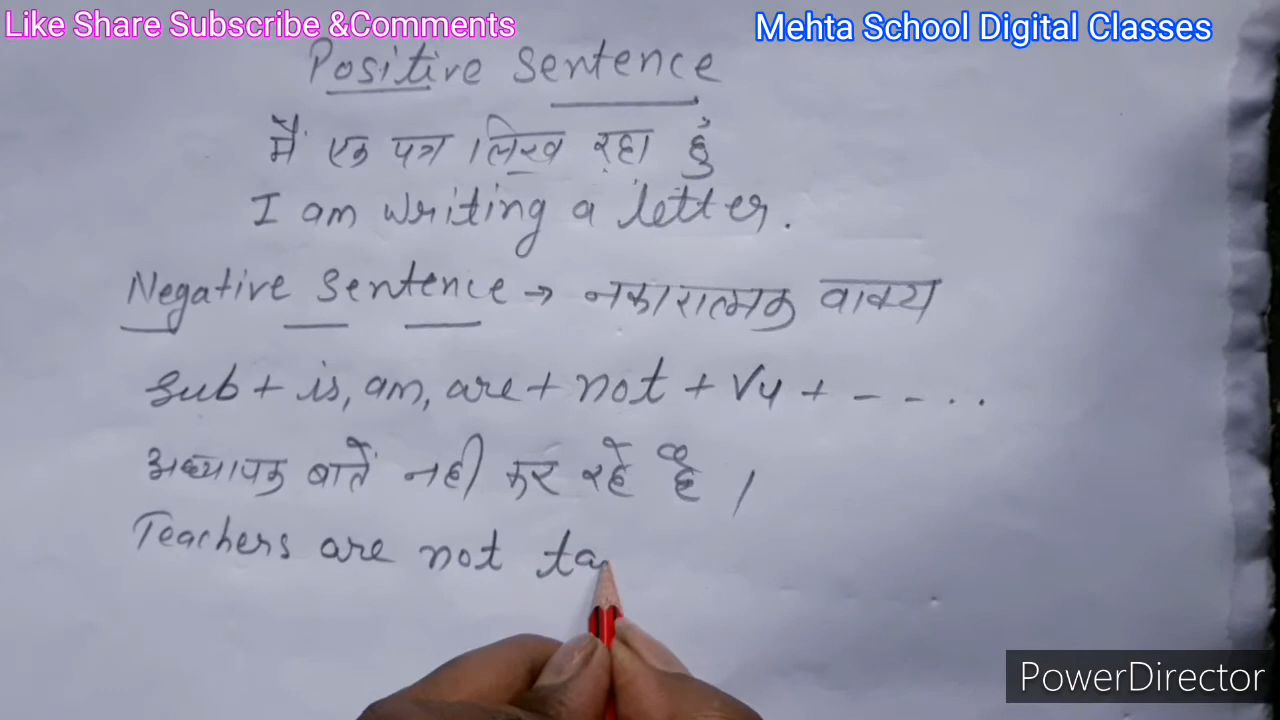 Like Share Subscribe &Comments
Mehta School Digital Classes
Positive Sentence
मैं एक पत्र लिख रहा हूँ
I am writing a letter.
Negative Sentence → नकारात्मक वाक्य
Sub + is, am, are + not + V4 + - - - . .
अध्यापक बातें नही कर रहे है ।
Teachers are not ta
PowerDirector